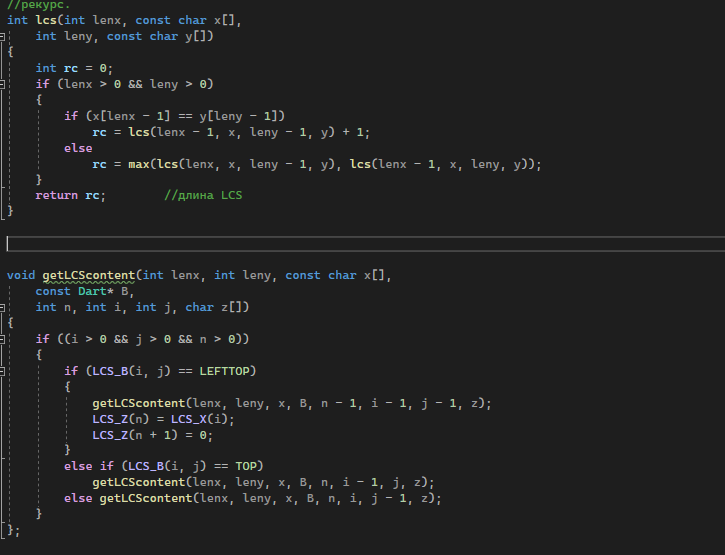 //рекурс.
int lcs(int lenx, const char x[],
    int leny, const char y[])
{
    int rc = 0;
    if (lenx > 0 && leny > 0)
    {
        if (x[lenx - 1] == y[leny - 1])
            rc = lcs(lenx - 1, x, leny - 1, y) + 1;
        else
            rc = max(lcs(lenx, x, leny - 1, y), lcs(lenx - 1, x, leny, y));
    }
    return rc;        //длина LCS
}
void getLCScontent(int lenx, int leny, const char x[],
    const Dart* B,
    int n, int i, int j, char z[])
{
    if ((i > 0 && j > 0 && n > 0))
    {
        if (LCS_B(i, j) == LEFTTOP)
        {
            getLCScontent(lenx, leny, x, B, n - 1, i - 1, j - 1, z);
            LCS_Z(n) = LCS_X(i);
            LCS_Z(n + 1) = 0;
        }
        else if (LCS_B(i, j) == TOP)
            getLCScontent(lenx, leny, x, B, n, i - 1, j, z);
        else getLCScontent(lenx, leny, x, B, n, i, j - 1, z);
    }
};